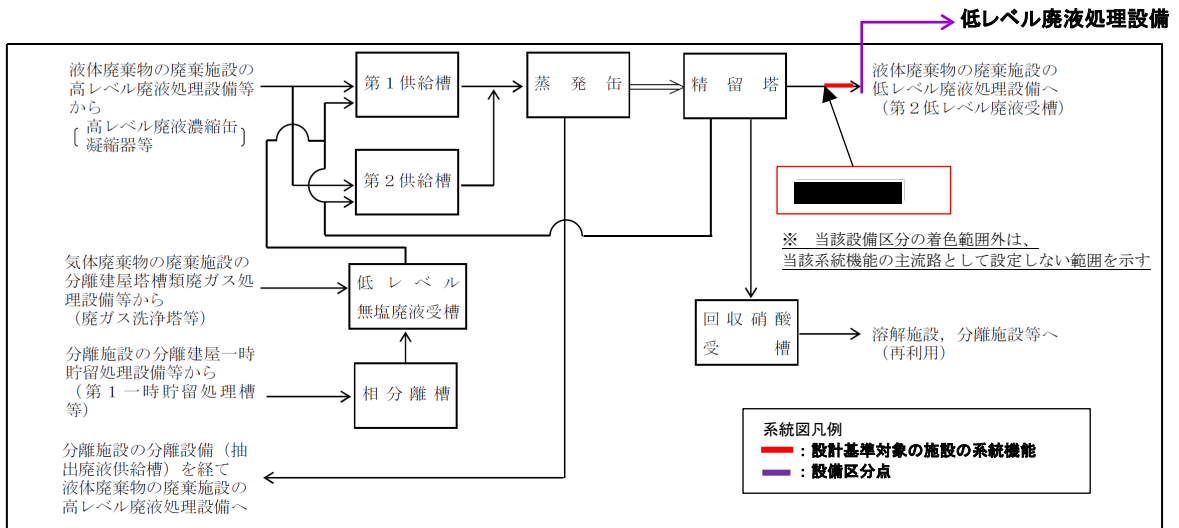 低レベル廃液処理設備
液体廃棄物の廃棄施設の
高レベル廃液処理設備等
から
高レベル廃液濃縮缶
凝縮器等
第1供給槽
蒸発缶
精留塔
液体廃棄物の廃棄施設の
低レベル廃液処理設備へ
(第2低レベル廃液受槽)
第2供給槽
※ 当該設備区分の着色範囲外は、
当該系統機能の主流路として設定しない範囲を示す
気体廃棄物の廃棄施設の
分離建屋塔槽類廃ガス処
理設備等から
(廃ガス洗浄塔等)
低レベル
無塩廃液受槽
回収硝酸
受槽
溶解施設,分離施設等へ
(再利用)
分離施設の分離建屋一時
貯留処理設備等から
(第1一時貯留処理槽
等)
相分離槽
分離施設の分離設備(抽
出廃液供給槽)を経て
液体廃棄物の廃棄施設の
高レベル廃液処理設備へ
系統図凡例
:設計基準対象の施設の系統機能
:設備区分点